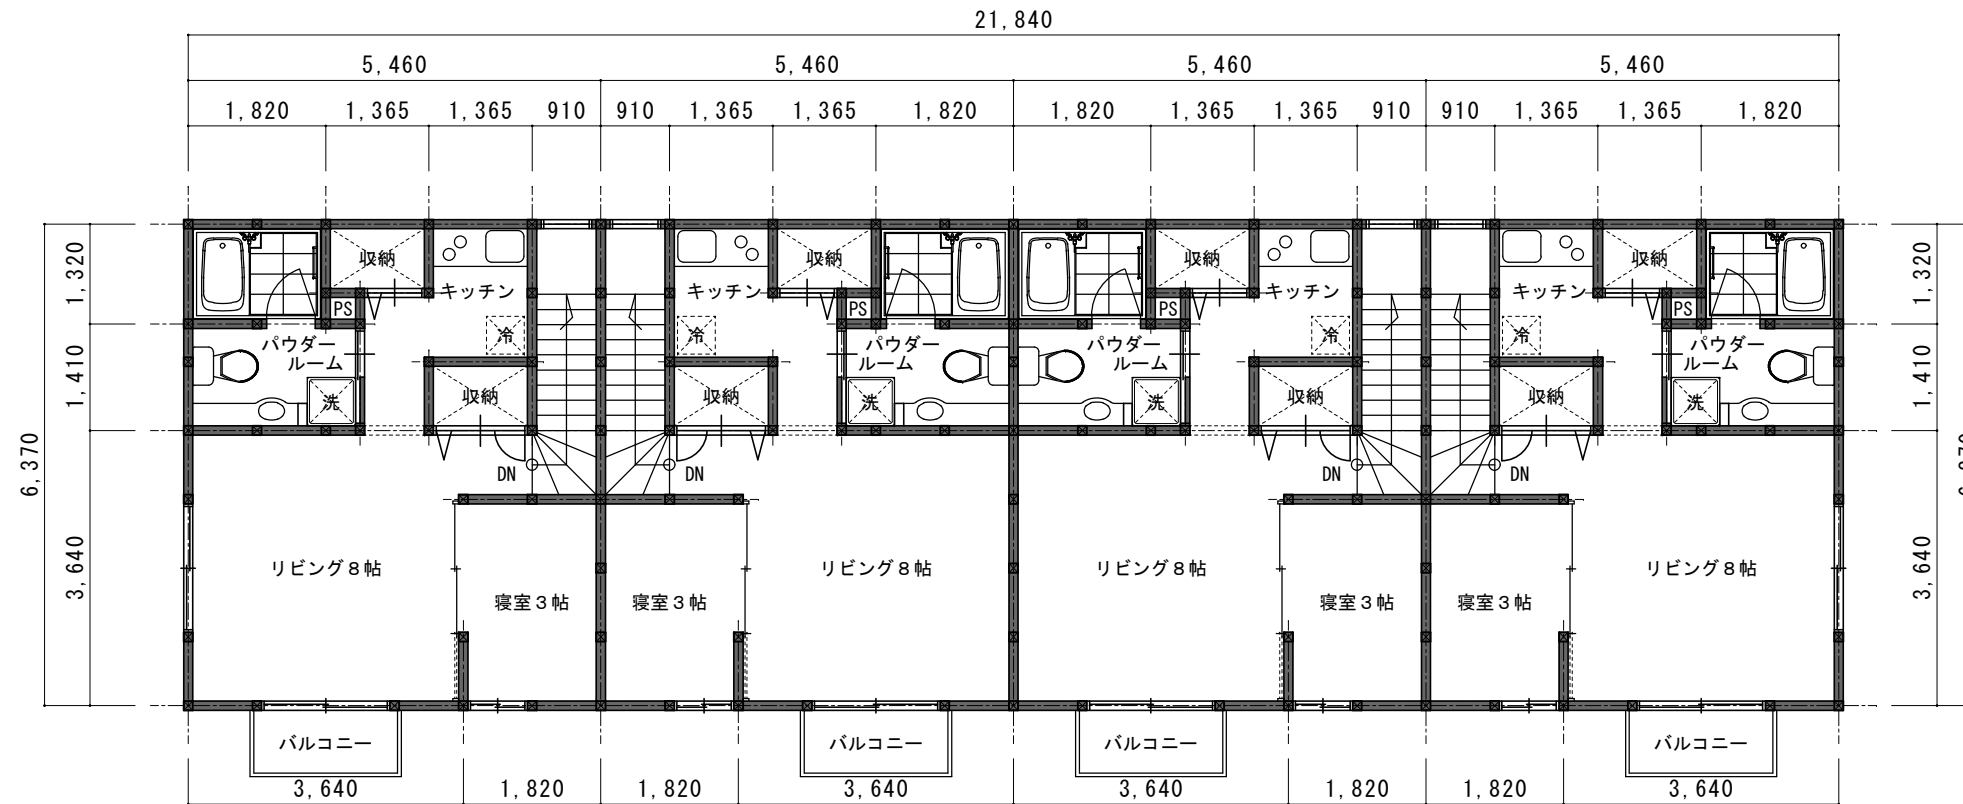 21,840
5,460 5,460 5,460 5,460
1,820 1,365 1,365 910 910 1,365 1,365 1,820 1,820 1,365 1,365 910 910 1,365 1,365 1,820
6,370
1,320
1,410
3,640
1,320
1,410
3,640
収納 収納 収納 収納
キッチン キッチン キッチン キッチン
PS PS PS PS
冷 冷 冷 冷
パウダー パウダー パウダー パウダー
ルーム ルーム ルーム ルーム
洗 収納 収納 洗 洗 収納 収納 洗
DN DN DN DN
リビング8帖 リビング8帖 リビング8帖 リビング8帖
寝室3帖 寝室3帖 寝室3帖 寝室3帖
バルコニー バルコニー バルコニー バルコニー
3,640 1,820 1,820 3,640 3,640 1,820 1,820 3,640